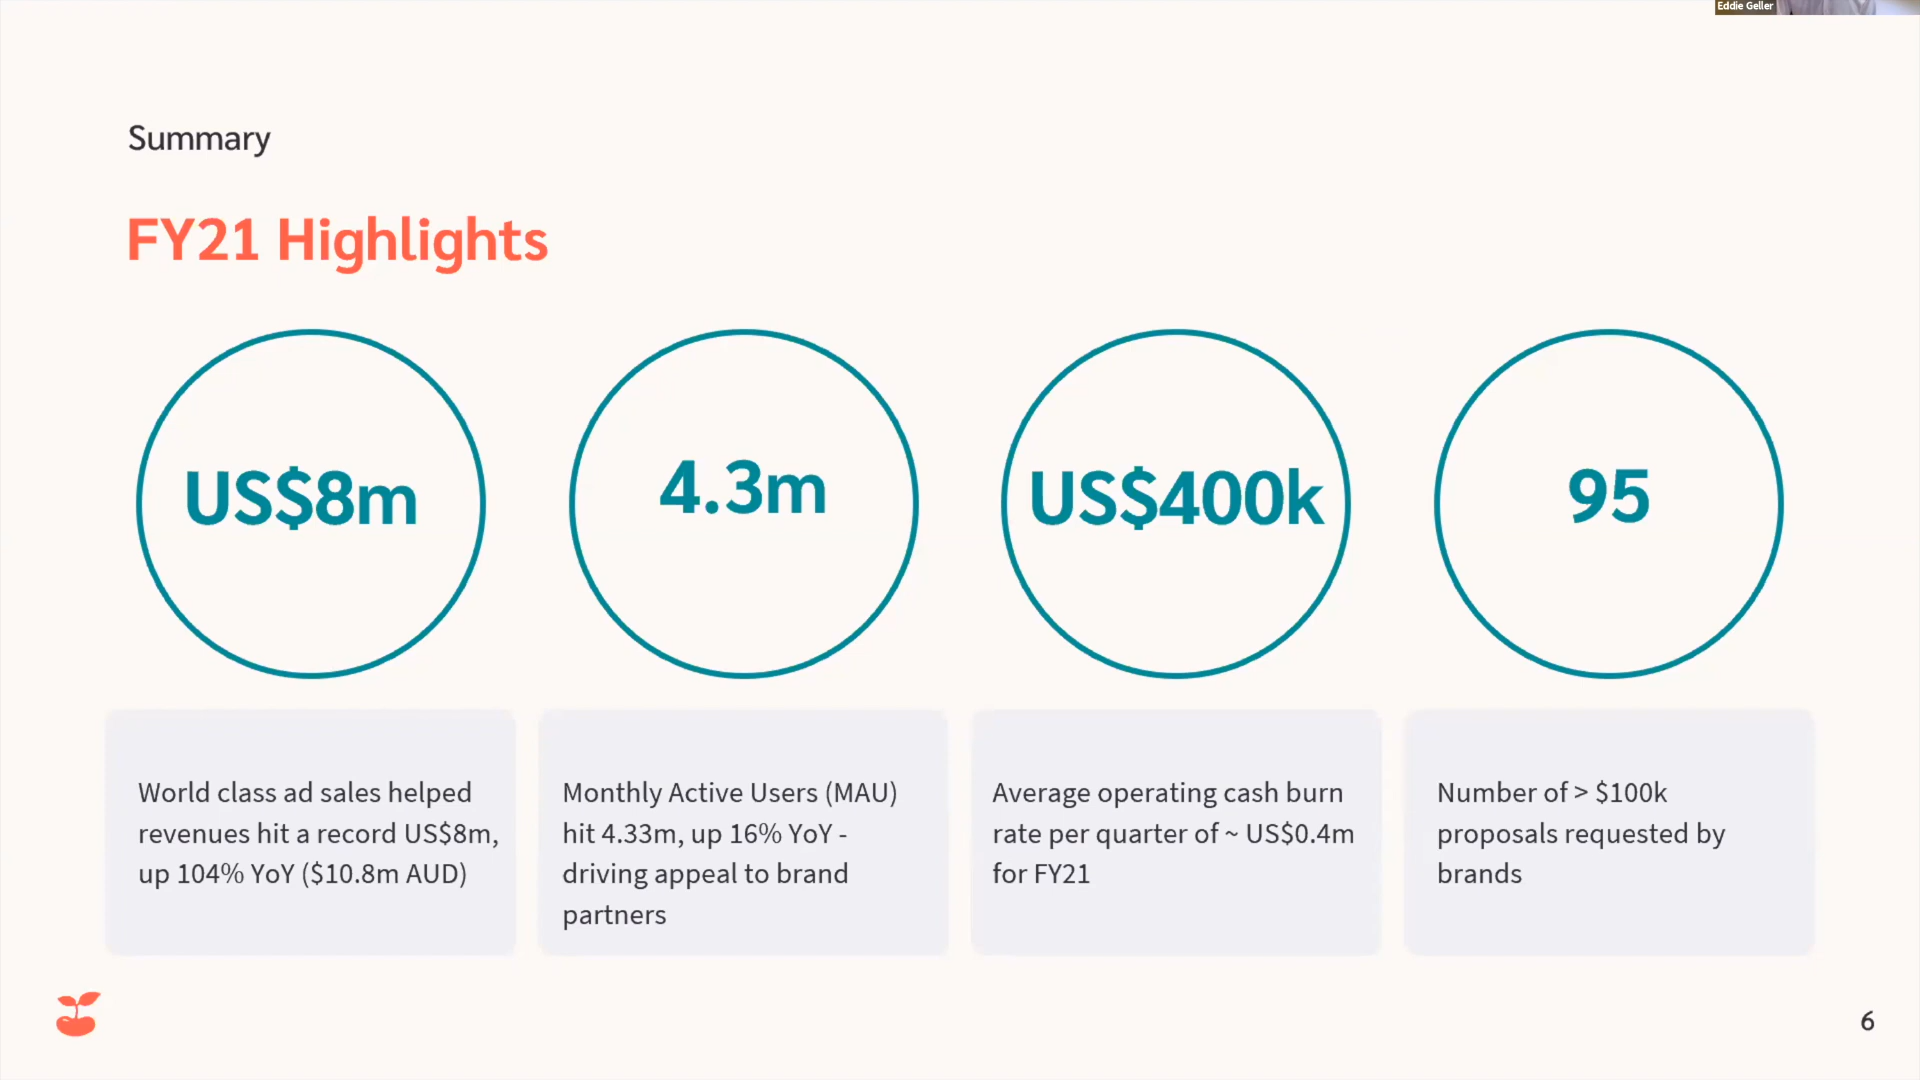 Eddie Geller
Summary
FY21 Highlights
US$8m
4.3m
US$400k
95
World class ad sales helped
revenues hit a record US$8m,
up 104% YoY ($10.8m AUD)
Monthly Active Users (MAU)
hit 4.33m, up 16% YoY -
driving appeal to brand
partners
Average operating cash burn
rate per quarter of ~ US$0.4m
for FY21
Number of > $100k
proposals requested by
brands
6